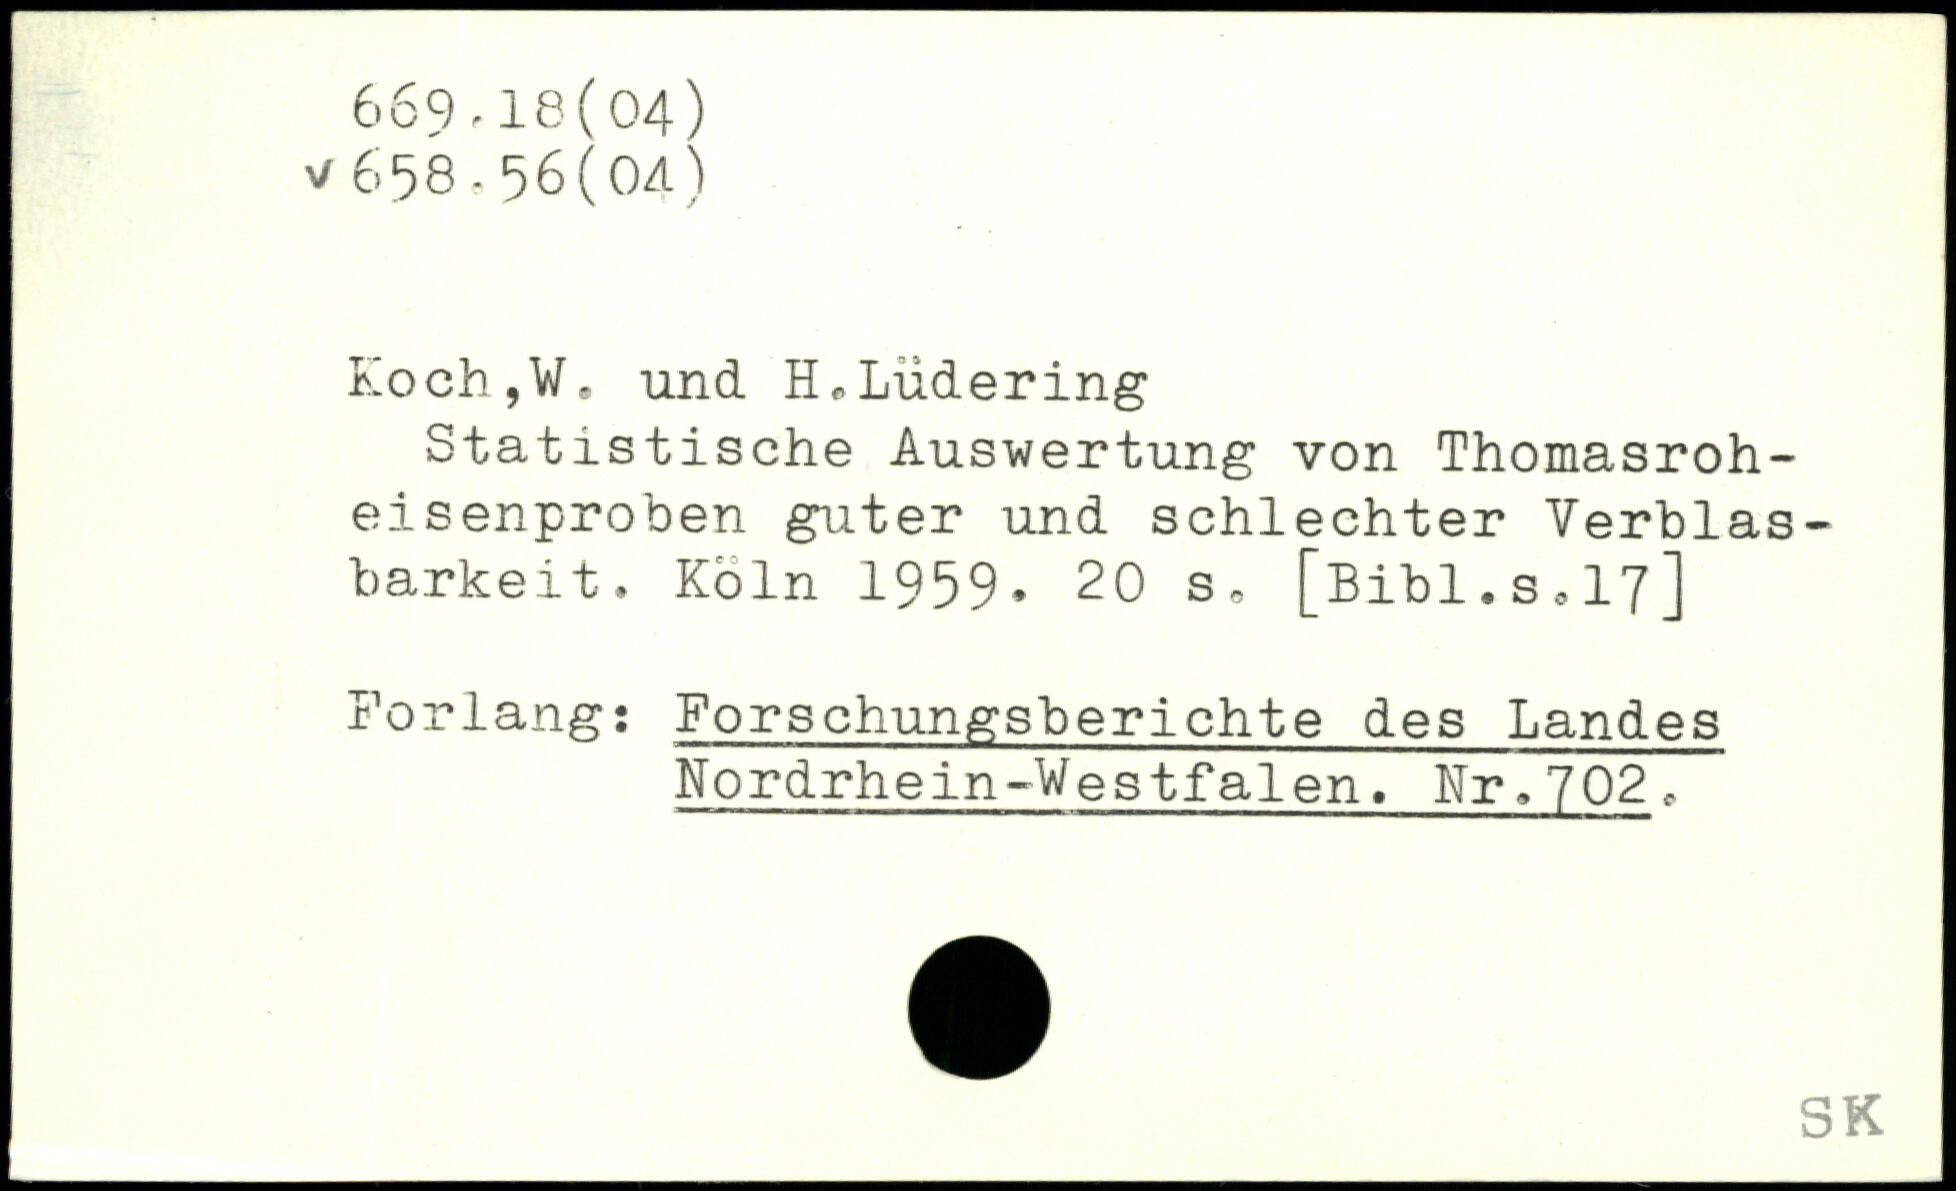 669.18(04)
v 658.56(04)
Koch,W. und H.Lüdering
Statistische Auswertung von Thomasroh-
eisenproben guter und schlechter Verblas-
barkeit. Köln 1959. 20 s. [Bibl.s.17]
Forlang: Forschungsberichte des Landes
Nordrhein-Westfalen. Nr.702.
SK